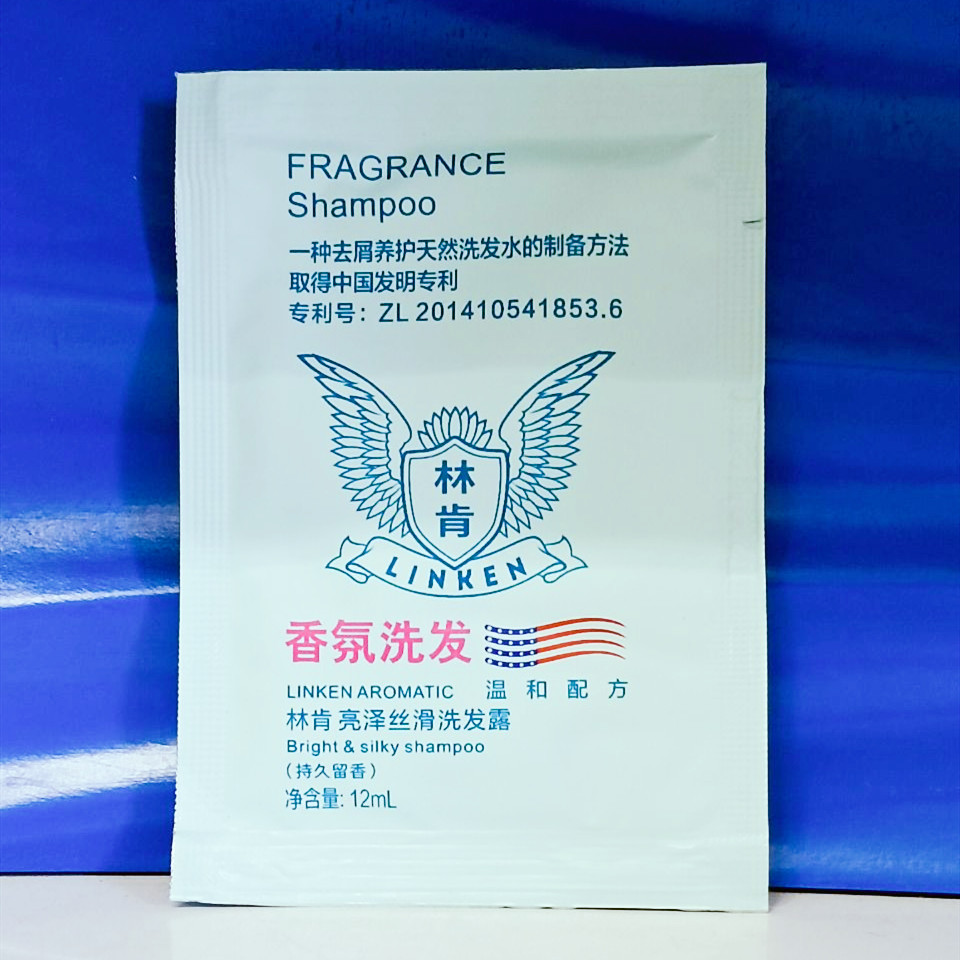 FRAGRANCE
Shampoo
一种去屑养护天然洗发水的制备方法
取得中国发明专利
专利号：ZL 201410541853.6
林
肯
LINKEN
香氛洗发
LINKEN AROMATIC 温和配方
林肯 亮泽丝滑洗发露
Bright & silky shampoo
（持久留香）
净含量: 12mL